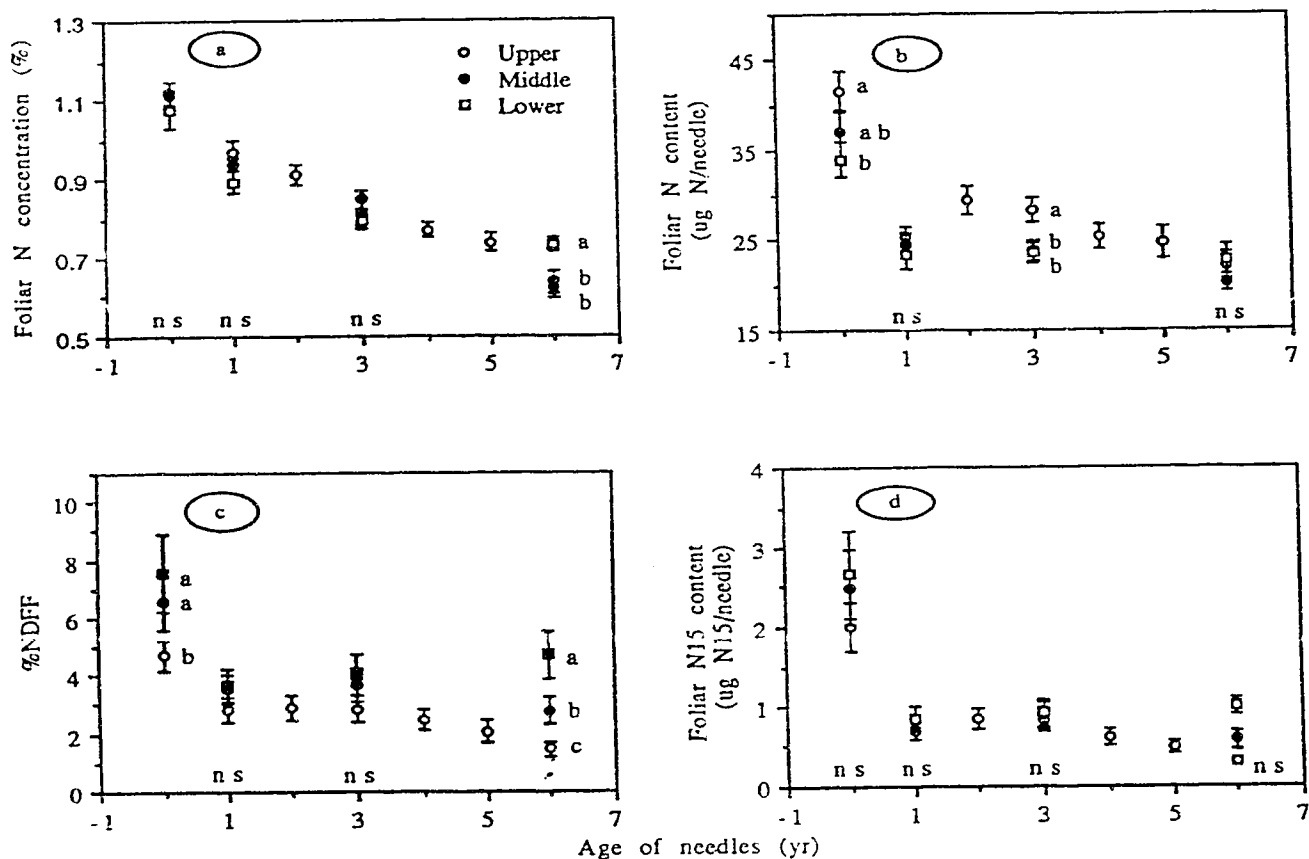 1.3
1.1
0.9
0.7
0.5
Foliar N concentration (%)
a
Upper
Middle
Lower
a
b
b
n s
n s
n s
-1
1
3
5
7
45
35
25
15
Foliar N content
(ug N/needle)
b
a
a b
b
a
b
b
n s
n s
-1
1
3
5
7
10
8
6
4
2
0
%NDFF
c
a
a
b
a
b
c
n s
n s
-1
1
3
5
7
4
3
2
1
0
Foliar N15 content
(ug N15/needle)
d
n s
n s
n s
n s
-1
1
3
5
7
Age of needles (yr)